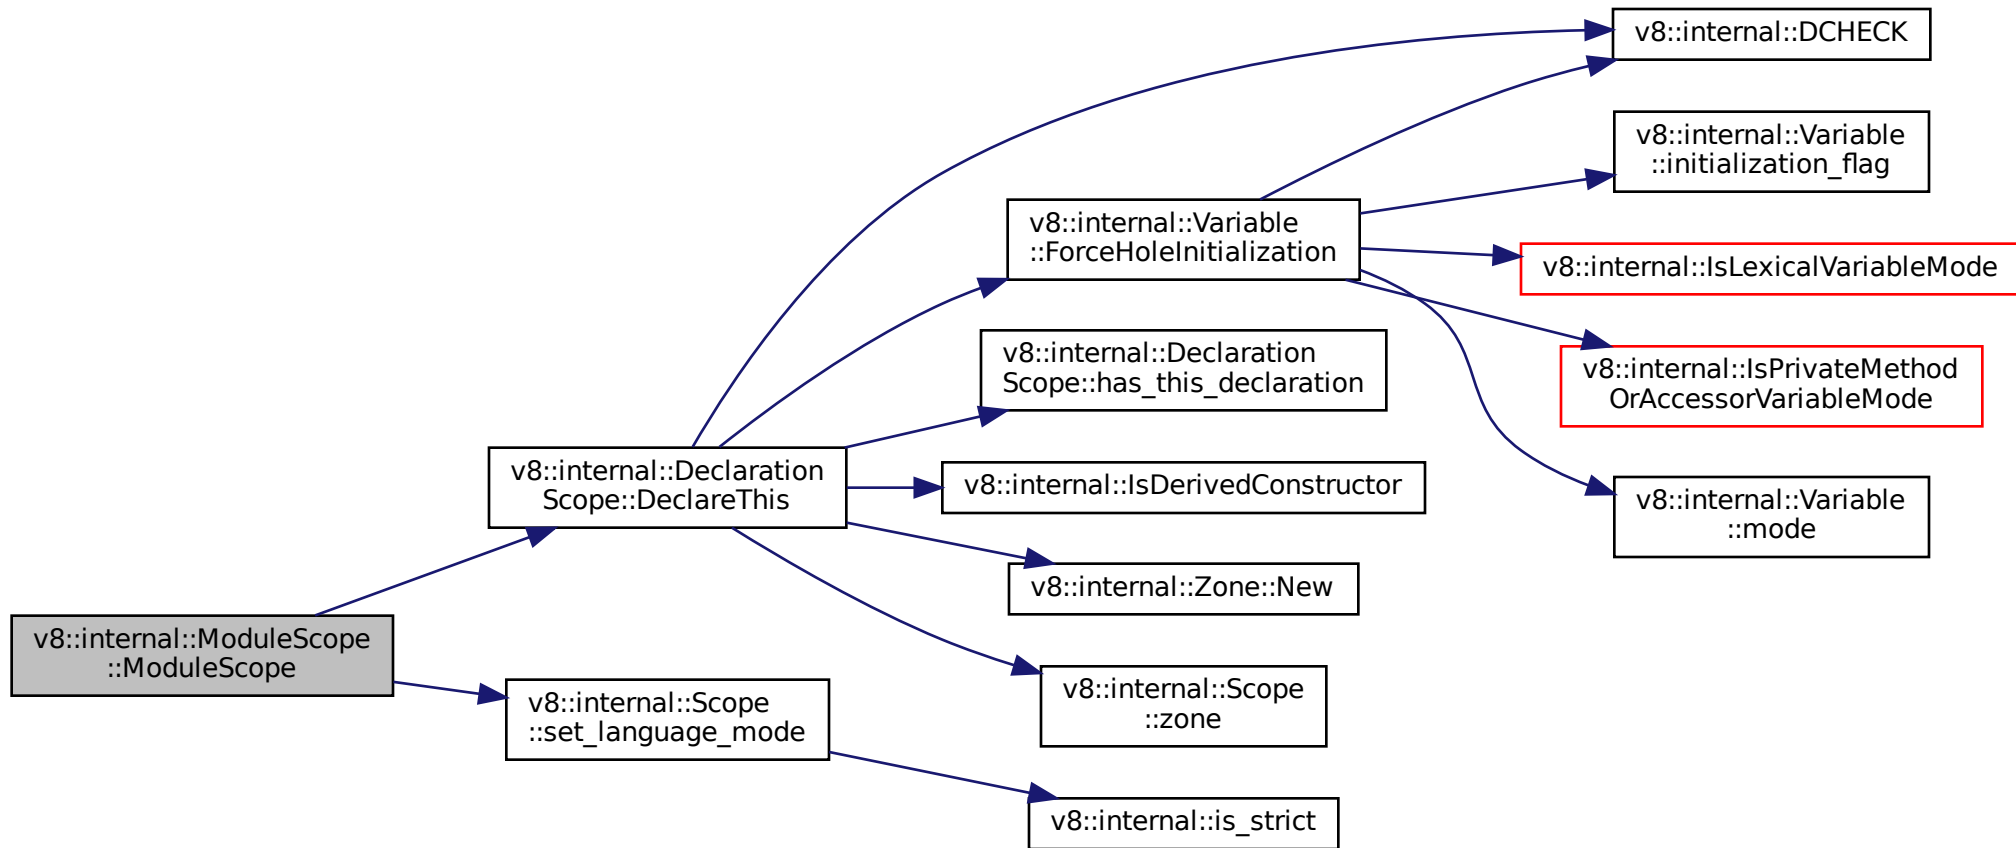 v8::internal::DCHECK
v8::internal::Variable
::initialization_flag
v8::internal::Variable
::ForceHoleInitialization
v8::internal::IsLexicalVariableMode
v8::internal::Declaration
Scope::has_this_declaration
v8::internal::IsPrivateMethod
OrAccessorVariableMode
v8::internal::Declaration
Scope::DeclareThis
v8::internal::IsDerivedConstructor
v8::internal::Variable
::mode
v8::internal::Zone::New
v8::internal::ModuleScope
::ModuleScope
v8::internal::Scope
::zone
v8::internal::Scope
::set_language_mode
v8::internal::is_strict